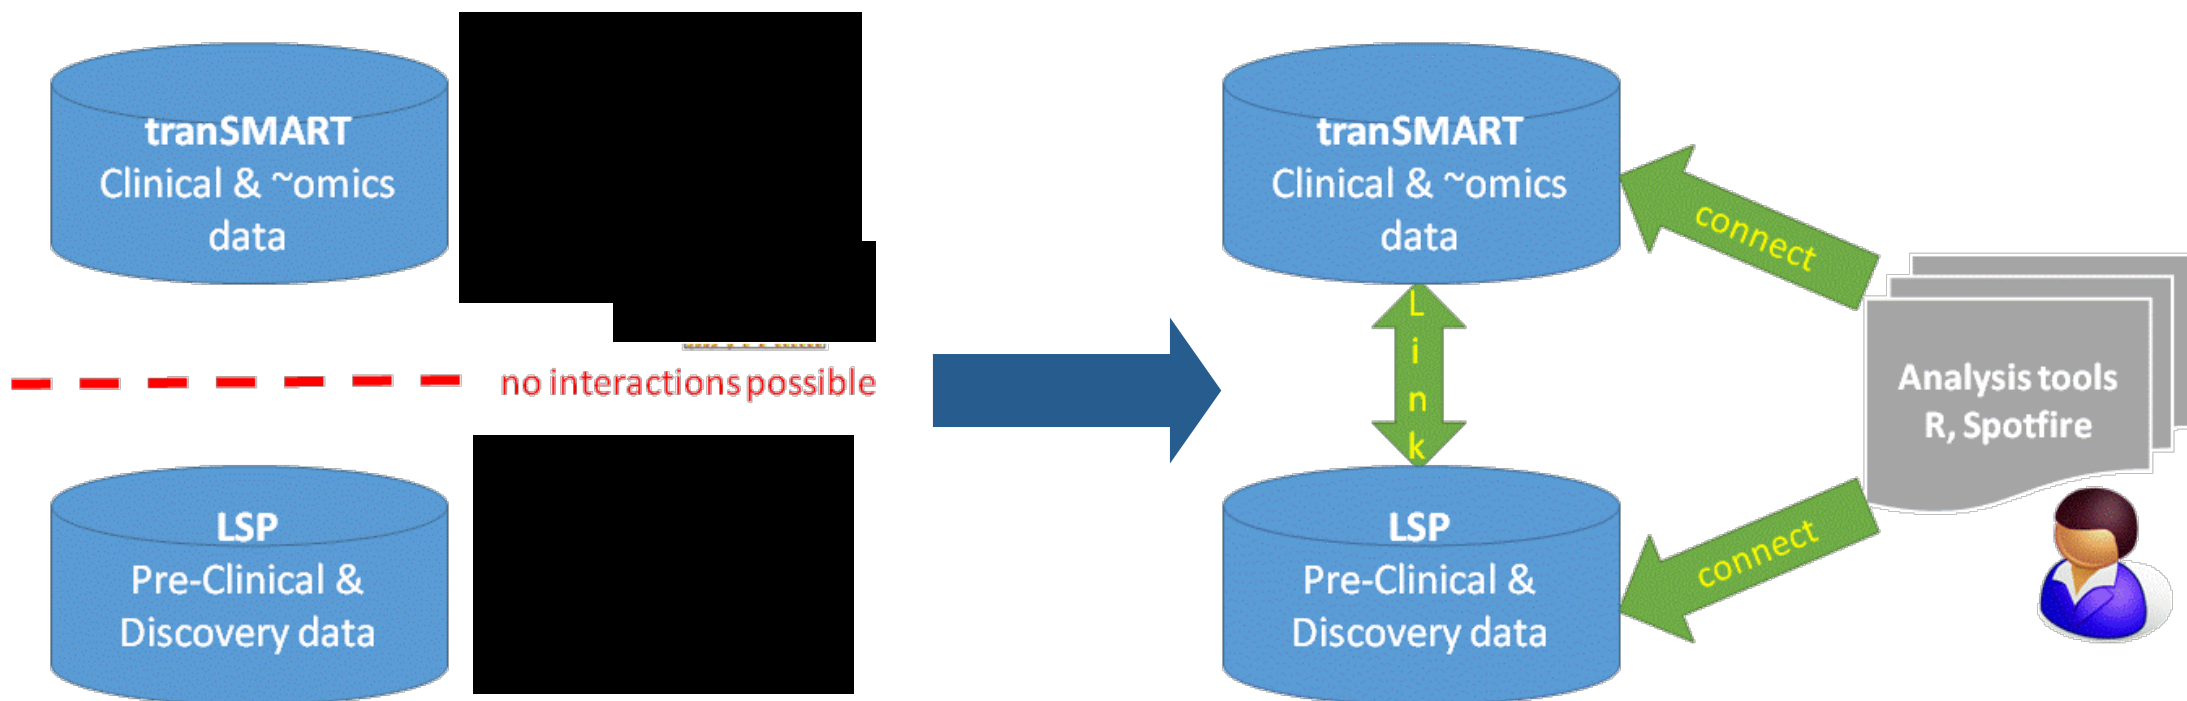 tranSMART
Clinical & ~omics
data
no interactions possible
LSP
Pre-Clinical &
Discovery data
tranSMART
Clinical & ~omics
data
connect
Link
Analysis tools
R, Spotfire
connect
LSP
Pre-Clinical &
Discovery data